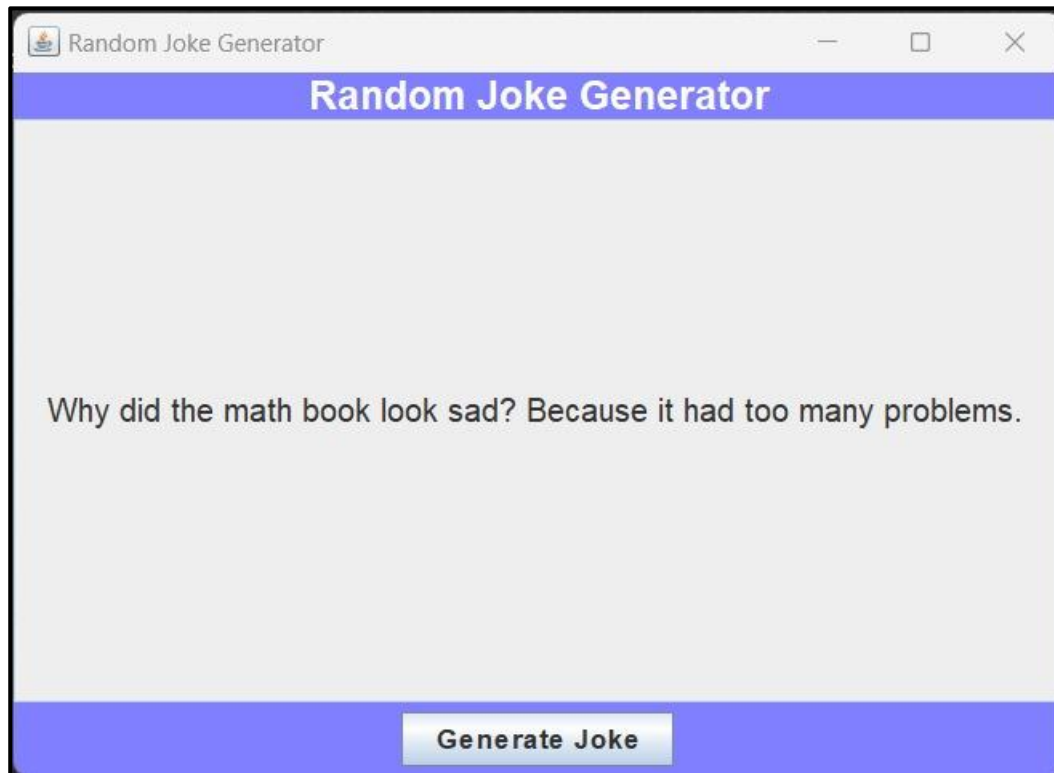 Random Joke Generator
Random Joke Generator
Why did the math book look sad? Because it had too many problems.
Generate Joke